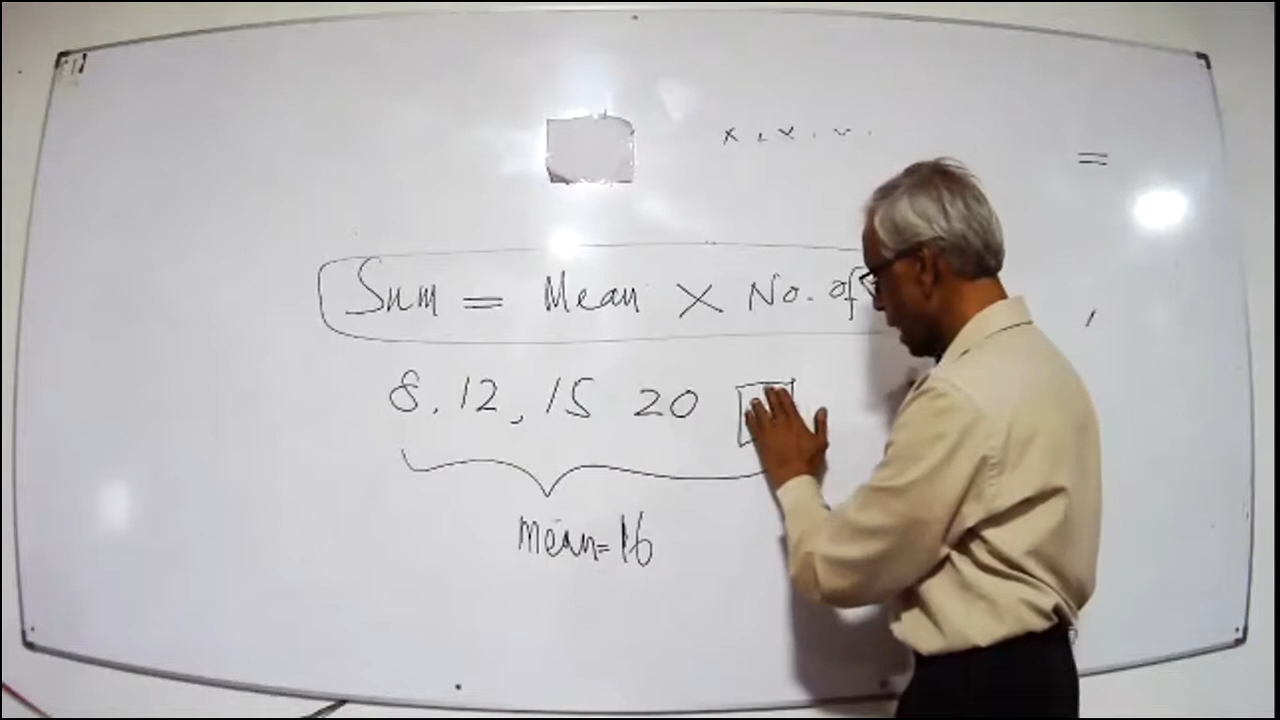 x, x, x.
=
Sum = Mean × No. of
8, 12, 15 20
Mean=16